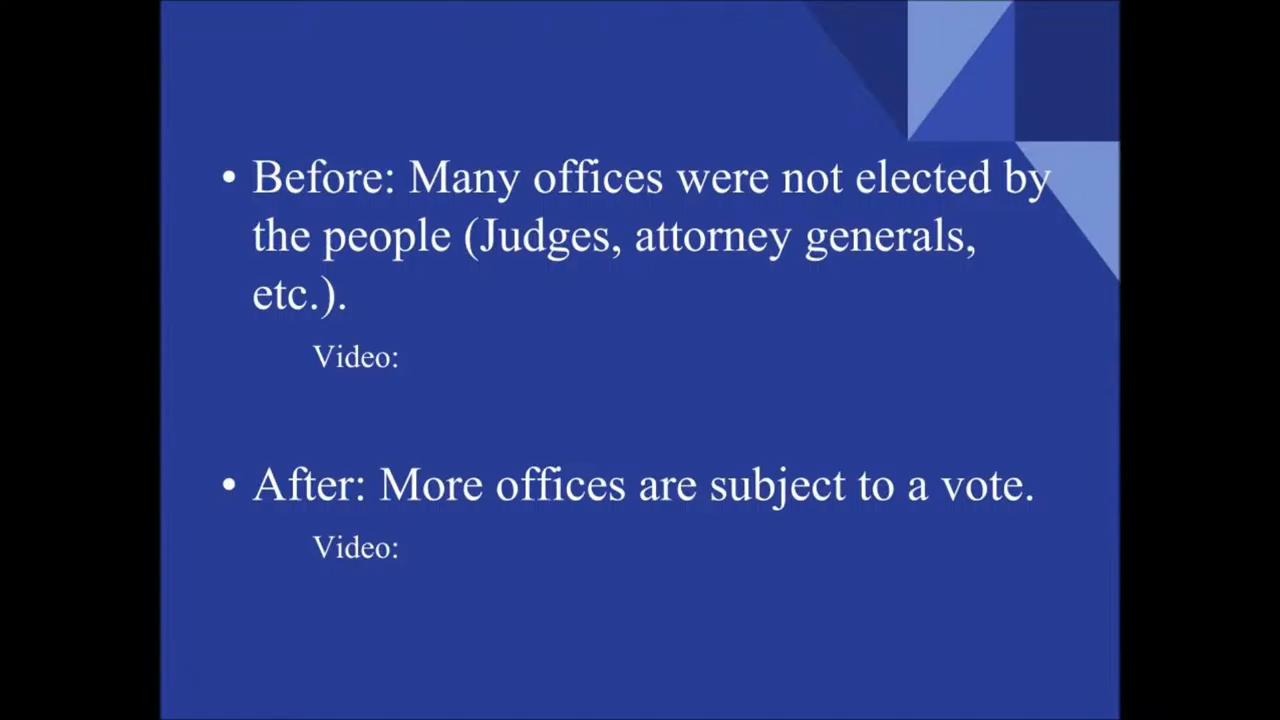 • Before: Many offices were not elected by
the people (Judges, attorney generals,
etc.).
Video:
• After: More offices are subject to a vote.
Video: